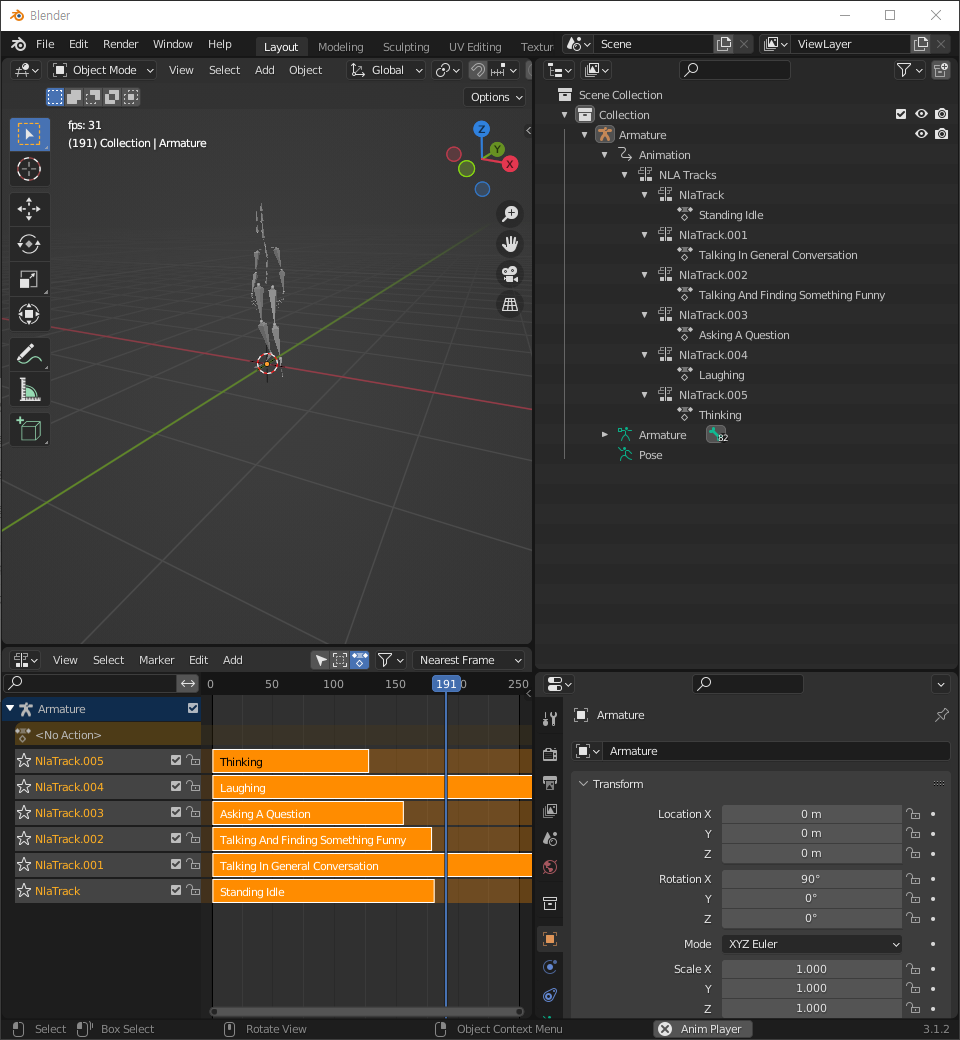 Blender
File Edit Render Window Help Layout Modeling Sculpting UV Editing Textur Scene ViewLayer
Object Mode View Select Add Object Global
Options
fps: 31
(191) Collection | Armature
Z
Y
X
Scene Collection
Collection
Armature
Animation
NLA Tracks
NlaTrack
Standing Idle
NlaTrack.001
Talking In General Conversation
NlaTrack.002
Talking And Finding Something Funny
NlaTrack.003
Asking A Question
NlaTrack.004
Laughing
NlaTrack.005
Thinking
Armature 82
Pose
View Select Marker Edit Add Nearest Frame
0 50 100 150 191 0 250
Armature
<No Action>
NlaTrack.005 Thinking
NlaTrack.004 Laughing
NlaTrack.003 Asking A Question
NlaTrack.002 Talking And Finding Something Funny
NlaTrack.001 Talking In General Conversation
NlaTrack Standing Idle
Armature
Armature
Transform
Location X 0 m
Y 0 m
Z 0 m
Rotation X 90°
Y 0°
Z 0°
Mode XYZ Euler
Scale X 1.000
Y 1.000
Z 1.000
Select Box Select Rotate View Object Context Menu Anim Player 3.1.2